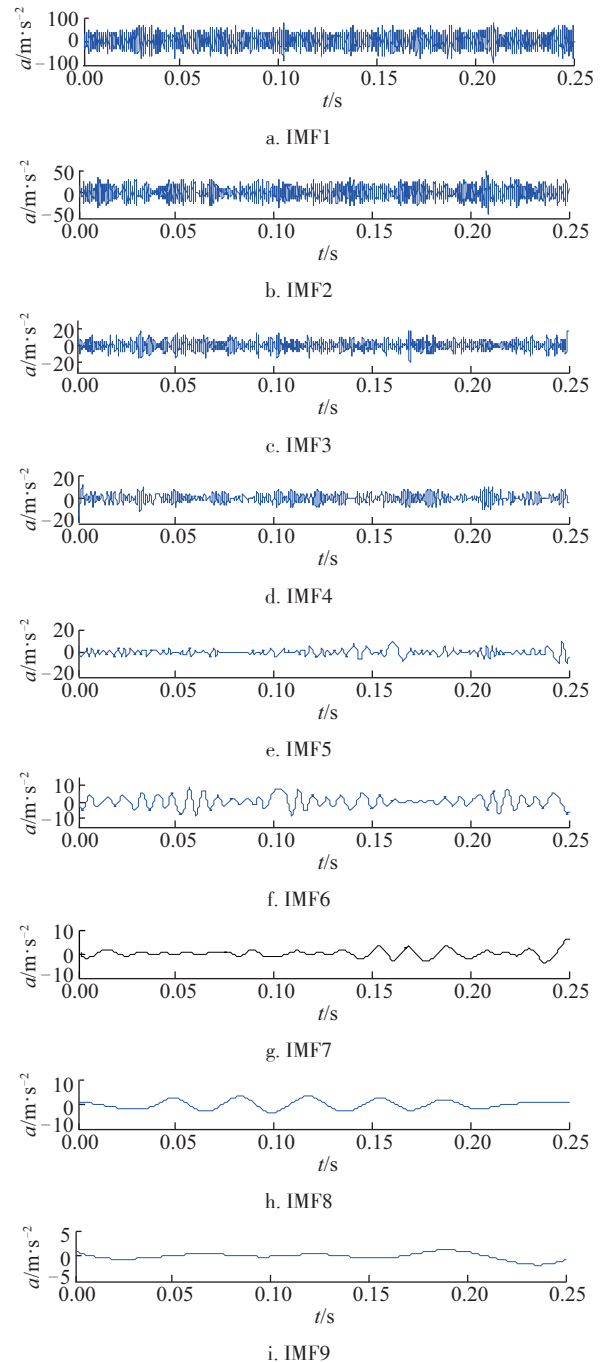 100
0
−100
a/m·s⁻²
0.00 0.05 0.10 0.15 0.20 0.25
t/s
a. IMF1
50
0
−50
a/m·s⁻²
0.00 0.05 0.10 0.15 0.20 0.25
t/s
b. IMF2
20
0
−20
a/m·s⁻²
0.00 0.05 0.10 0.15 0.20 0.25
t/s
c. IMF3
20
0
−20
a/m·s⁻²
0.00 0.05 0.10 0.15 0.20 0.25
t/s
d. IMF4
20
0
−20
a/m·s⁻²
0.00 0.05 0.10 0.15 0.20 0.25
t/s
e. IMF5
10
0
−10
a/m·s⁻²
0.00 0.05 0.10 0.15 0.20 0.25
t/s
f. IMF6
10
0
−10
a/m·s⁻²
0.00 0.05 0.10 0.15 0.20 0.25
t/s
g. IMF7
10
0
−10
a/m·s⁻²
0.00 0.05 0.10 0.15 0.20 0.25
t/s
h. IMF8
5
0
−5
a/m·s⁻²
0.00 0.05 0.10 0.15 0.20 0.25
t/s
i. IMF9